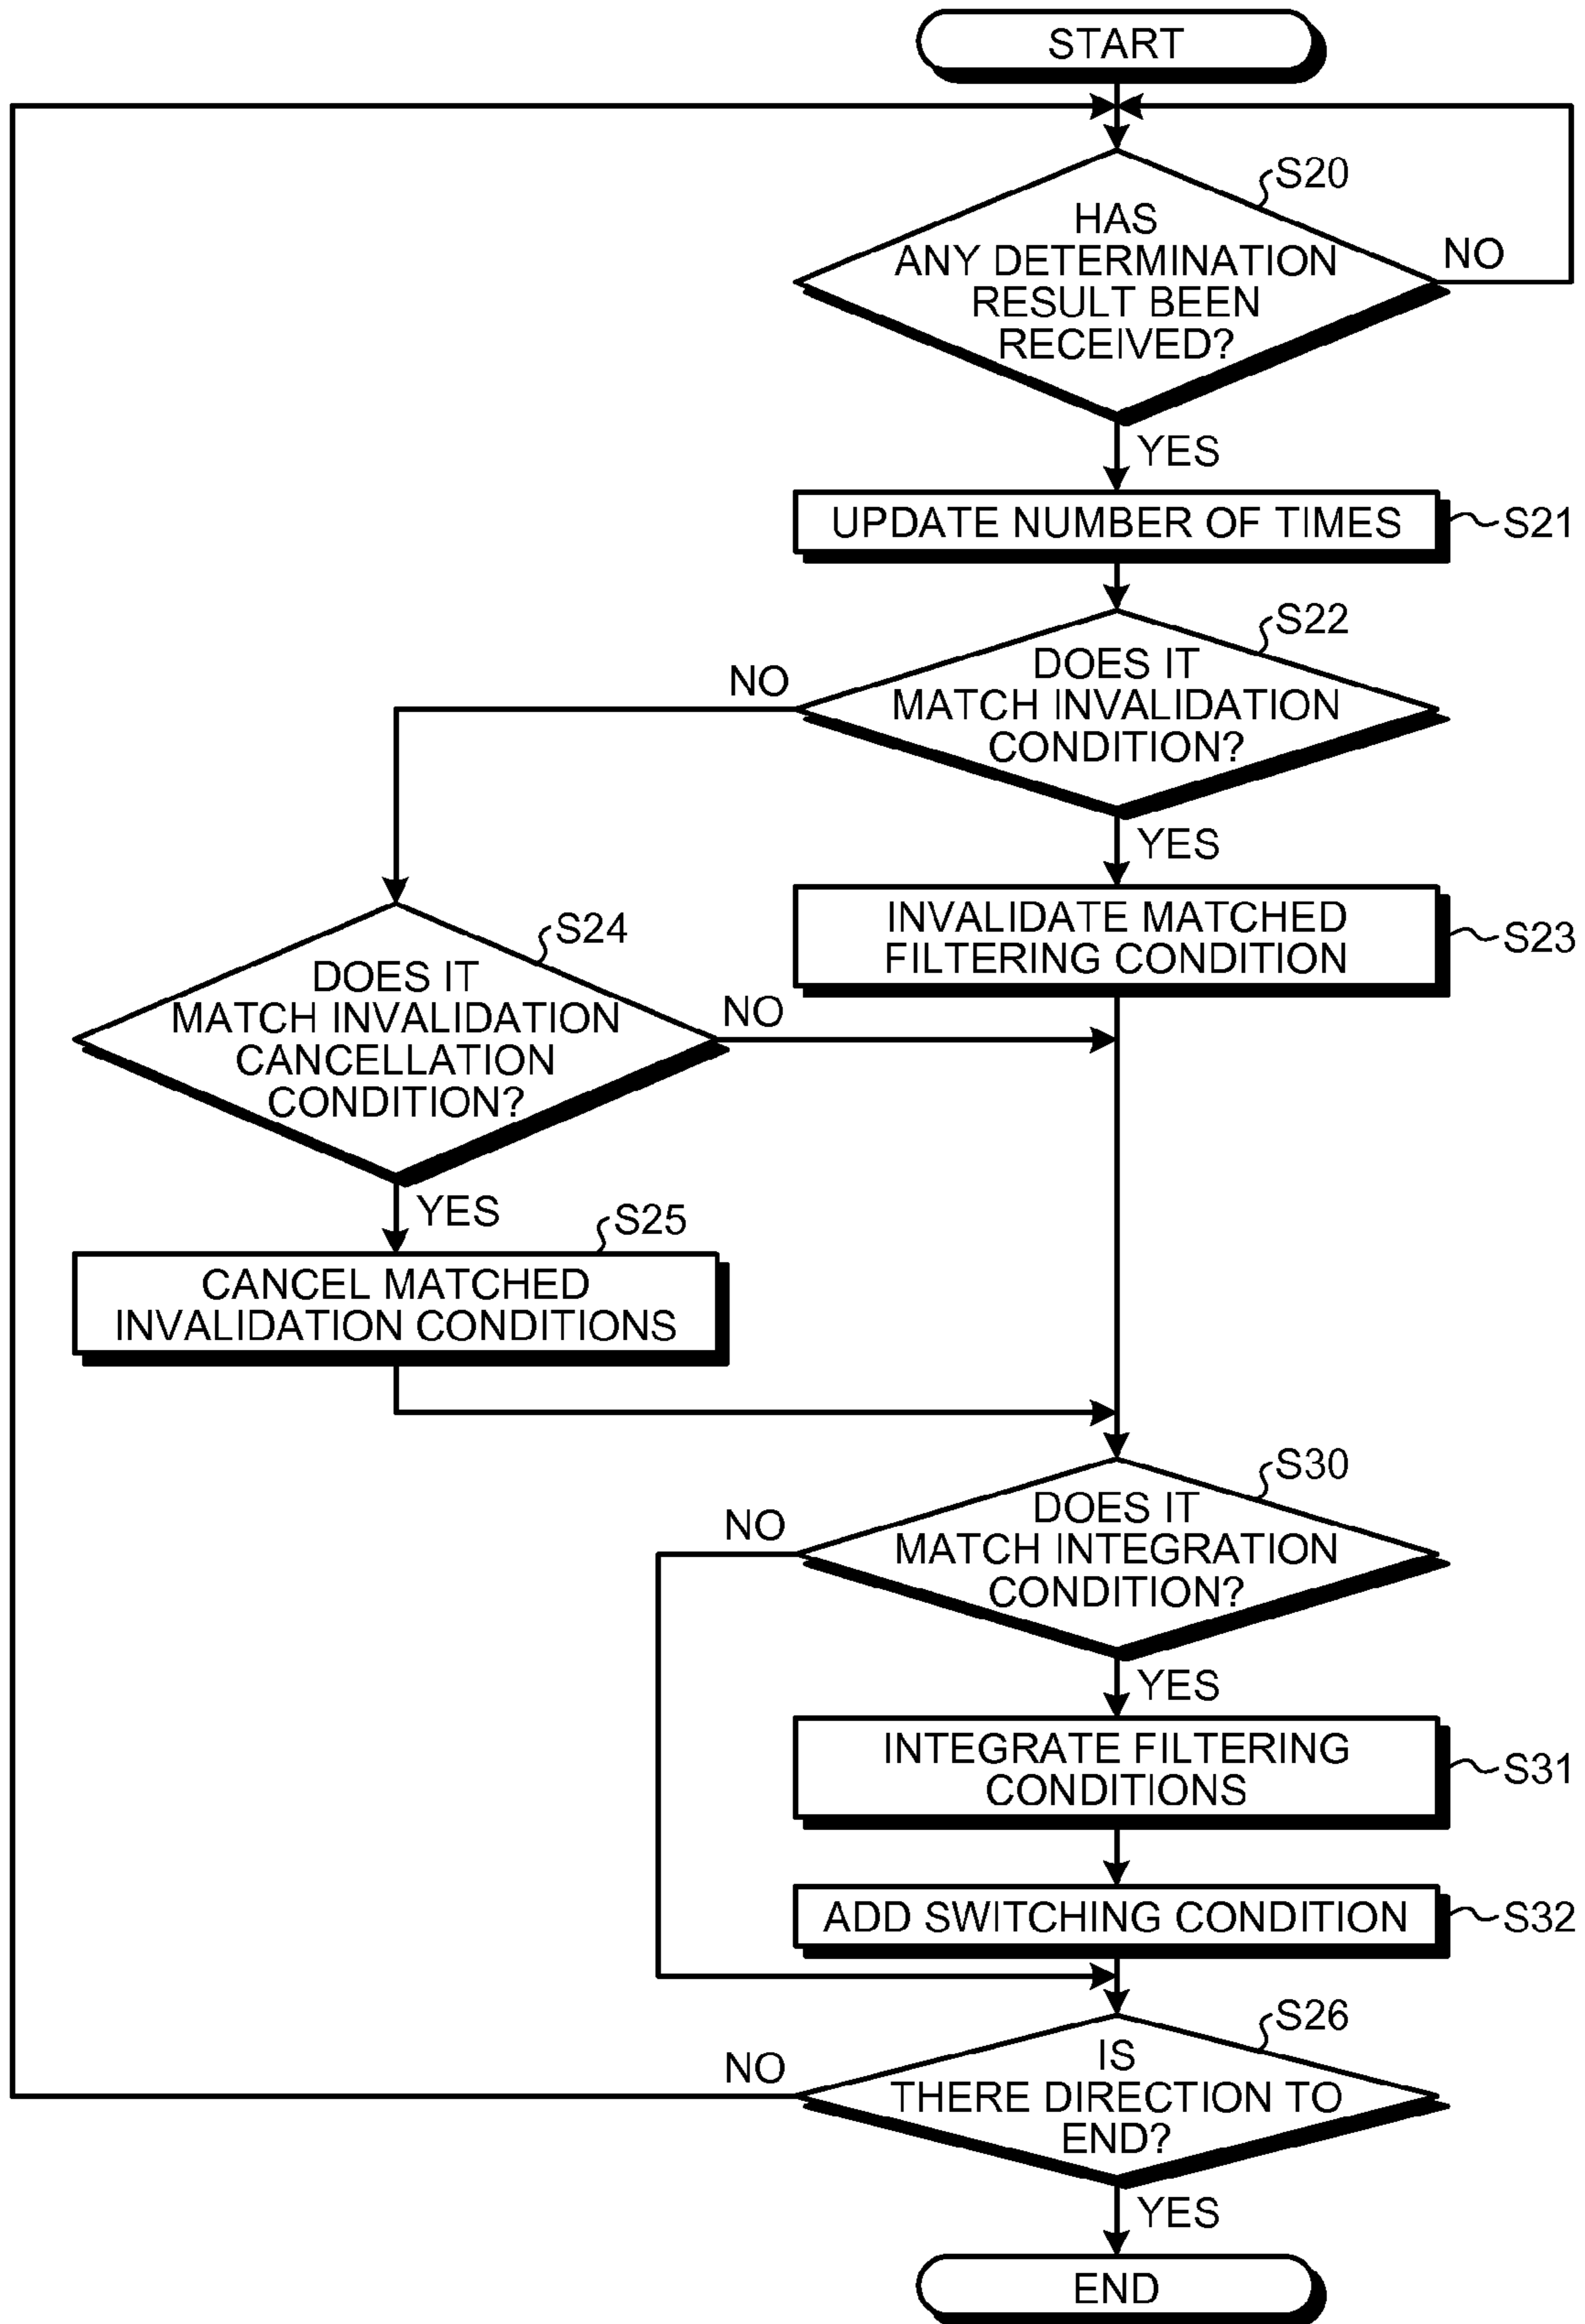 START
S20
HAS
ANY DETERMINATION
RESULT BEEN
RECEIVED?
NO
YES
UPDATE NUMBER OF TIMES
S21
S22
DOES IT
MATCH INVALIDATION
CONDITION?
NO
YES
INVALIDATE MATCHED
FILTERING CONDITION
S23
S24
DOES IT
MATCH INVALIDATION
CANCELLATION
CONDITION?
NO
YES
S25
CANCEL MATCHED
INVALIDATION CONDITIONS
S30
DOES IT
MATCH INTEGRATION
CONDITION?
NO
YES
INTEGRATE FILTERING
CONDITIONS
S31
ADD SWITCHING CONDITION
S32
S26
IS
THERE DIRECTION TO
END?
NO
YES
END